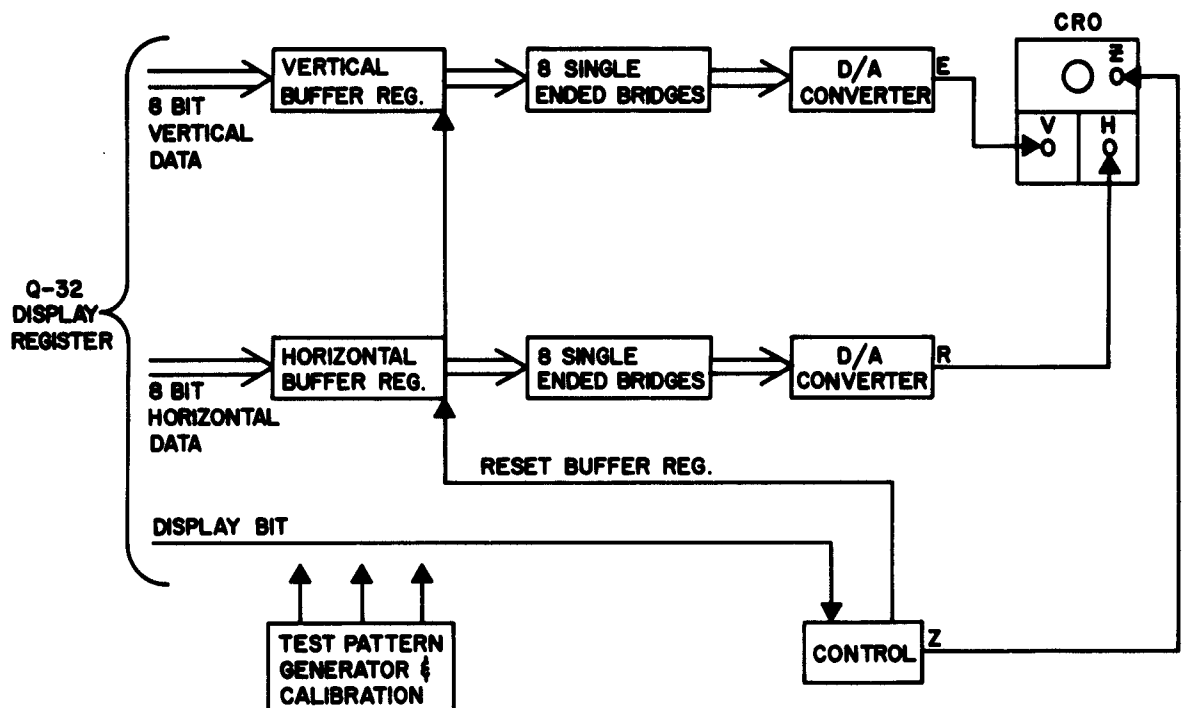 CRO
VERTICAL
BUFFER REG.
8 SINGLE
ENDED BRIDGES
D/A
CONVERTER
E
Z
V
H
8 BIT
VERTICAL
DATA
Q-32
DISPLAY
REGISTER
HORIZONTAL
BUFFER REG.
8 SINGLE
ENDED BRIDGES
D/A
CONVERTER
R
8 BIT
HORIZONTAL
DATA
RESET BUFFER REG.
DISPLAY BIT
TEST PATTERN
GENERATOR &
CALIBRATION
CONTROL
Z